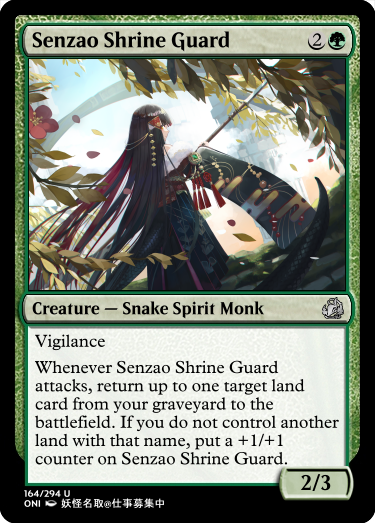 Senzao Shrine Guard 2
Creature — Snake Spirit Monk
Vigilance
Whenever Senzao Shrine Guard
attacks, return up to one target land
card from your graveyard to the
battlefield. If you do not control another
land with that name, put a +1/+1
counter on Senzao Shrine Guard.
2/3
164/294 U
ONI 妖怪名取@仕事募集中